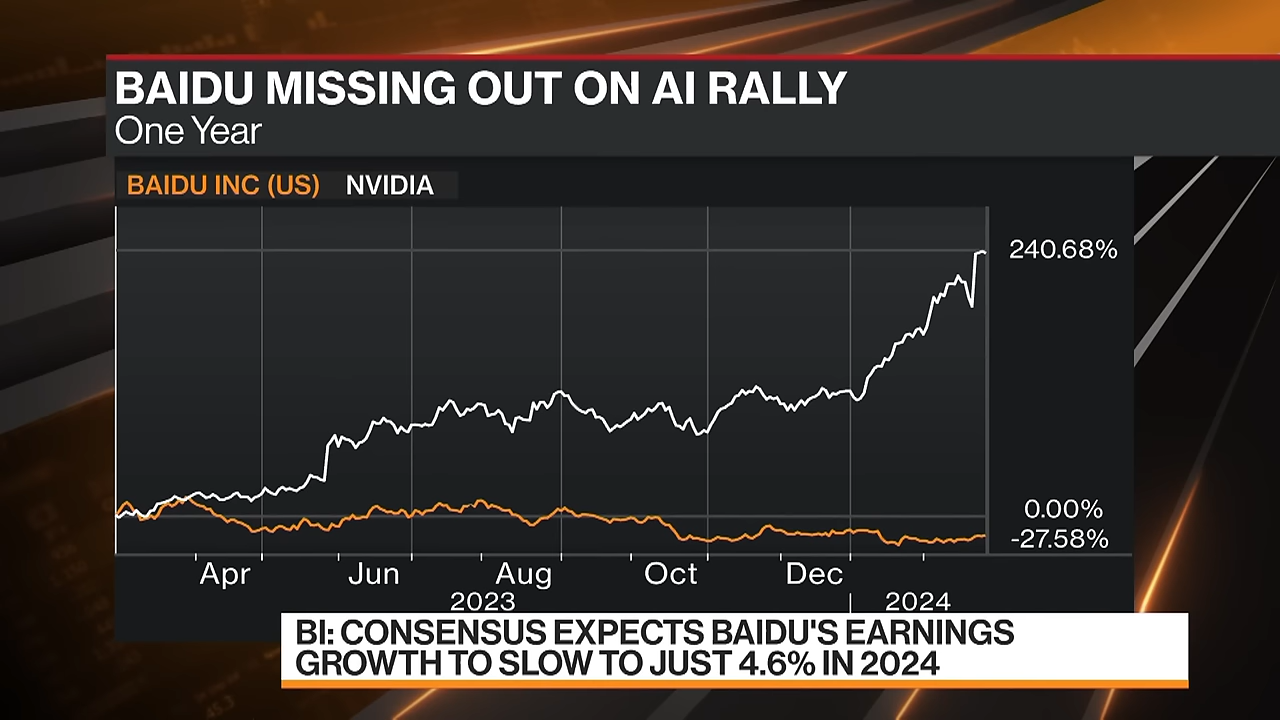 BAIDU MISSING OUT ON AI RALLY
One Year
BAIDU INC (US) NVIDIA
240.68%
0.00%
-27.58%
Apr Jun Aug Oct Dec
2023 2024
BI: CONSENSUS EXPECTS BAIDU'S EARNINGS
GROWTH TO SLOW TO JUST 4.6% IN 2024